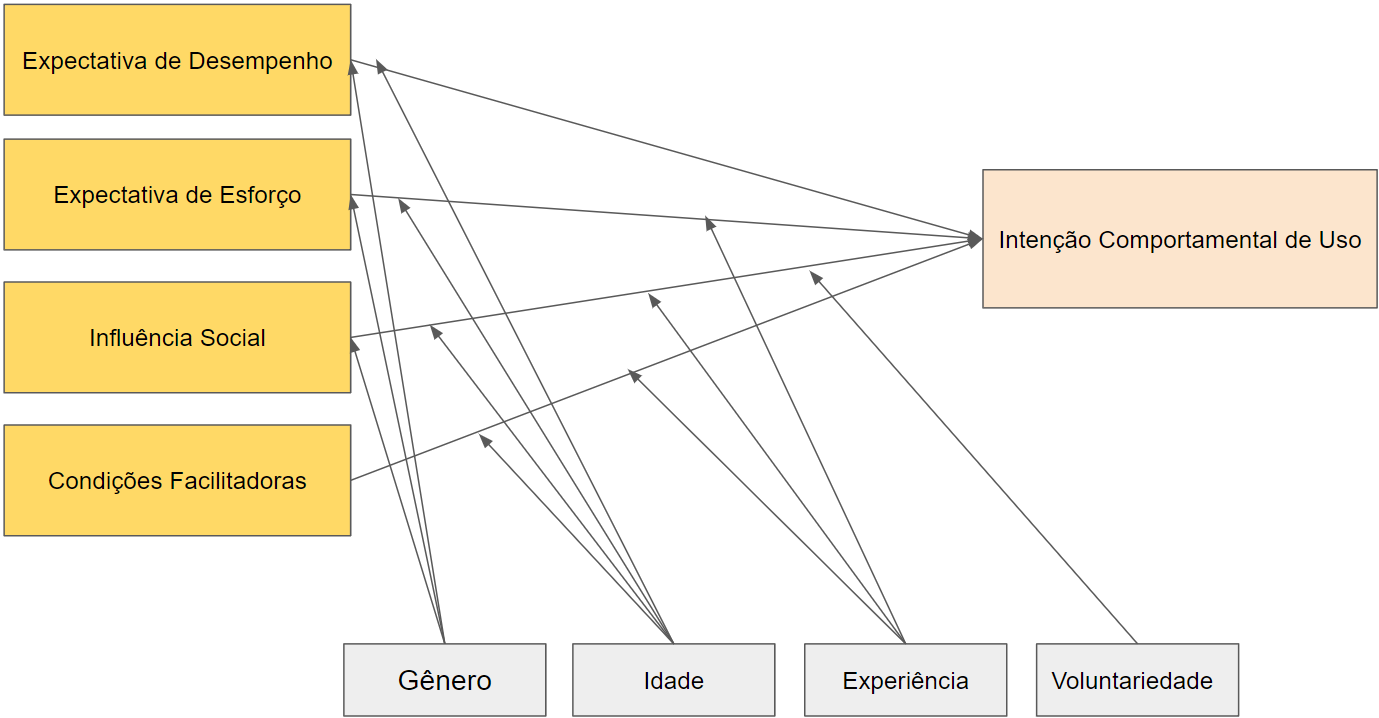 Expectativa de Desempenho
Expectativa de Esforço
Influência Social
Condições Facilitadoras
Intenção Comportamental de Uso
Gênero
Idade
Experiência
Voluntariedade